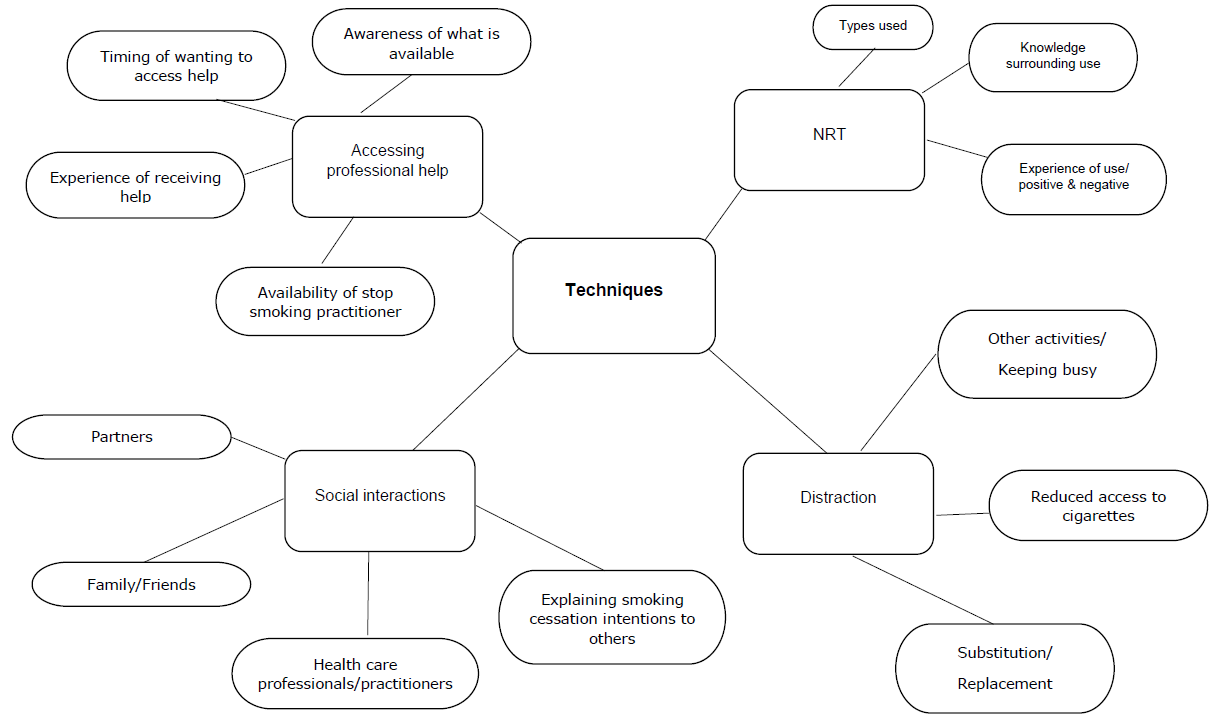 Awareness of what is
available
Timing of wanting to
access help
Accessing
professional help
Experience of receiving
help
Availability of stop
smoking practitioner
Types used
Knowledge
surrounding use
NRT
Experience of use/
positive & negative
Techniques
Other activities/
Keeping busy
Distraction
Reduced access to
cigarettes
Substitution/
Replacement
Partners
Social interactions
Family/Friends
Health care
professionals/practitioners
Explaining smoking
cessation intentions to
others